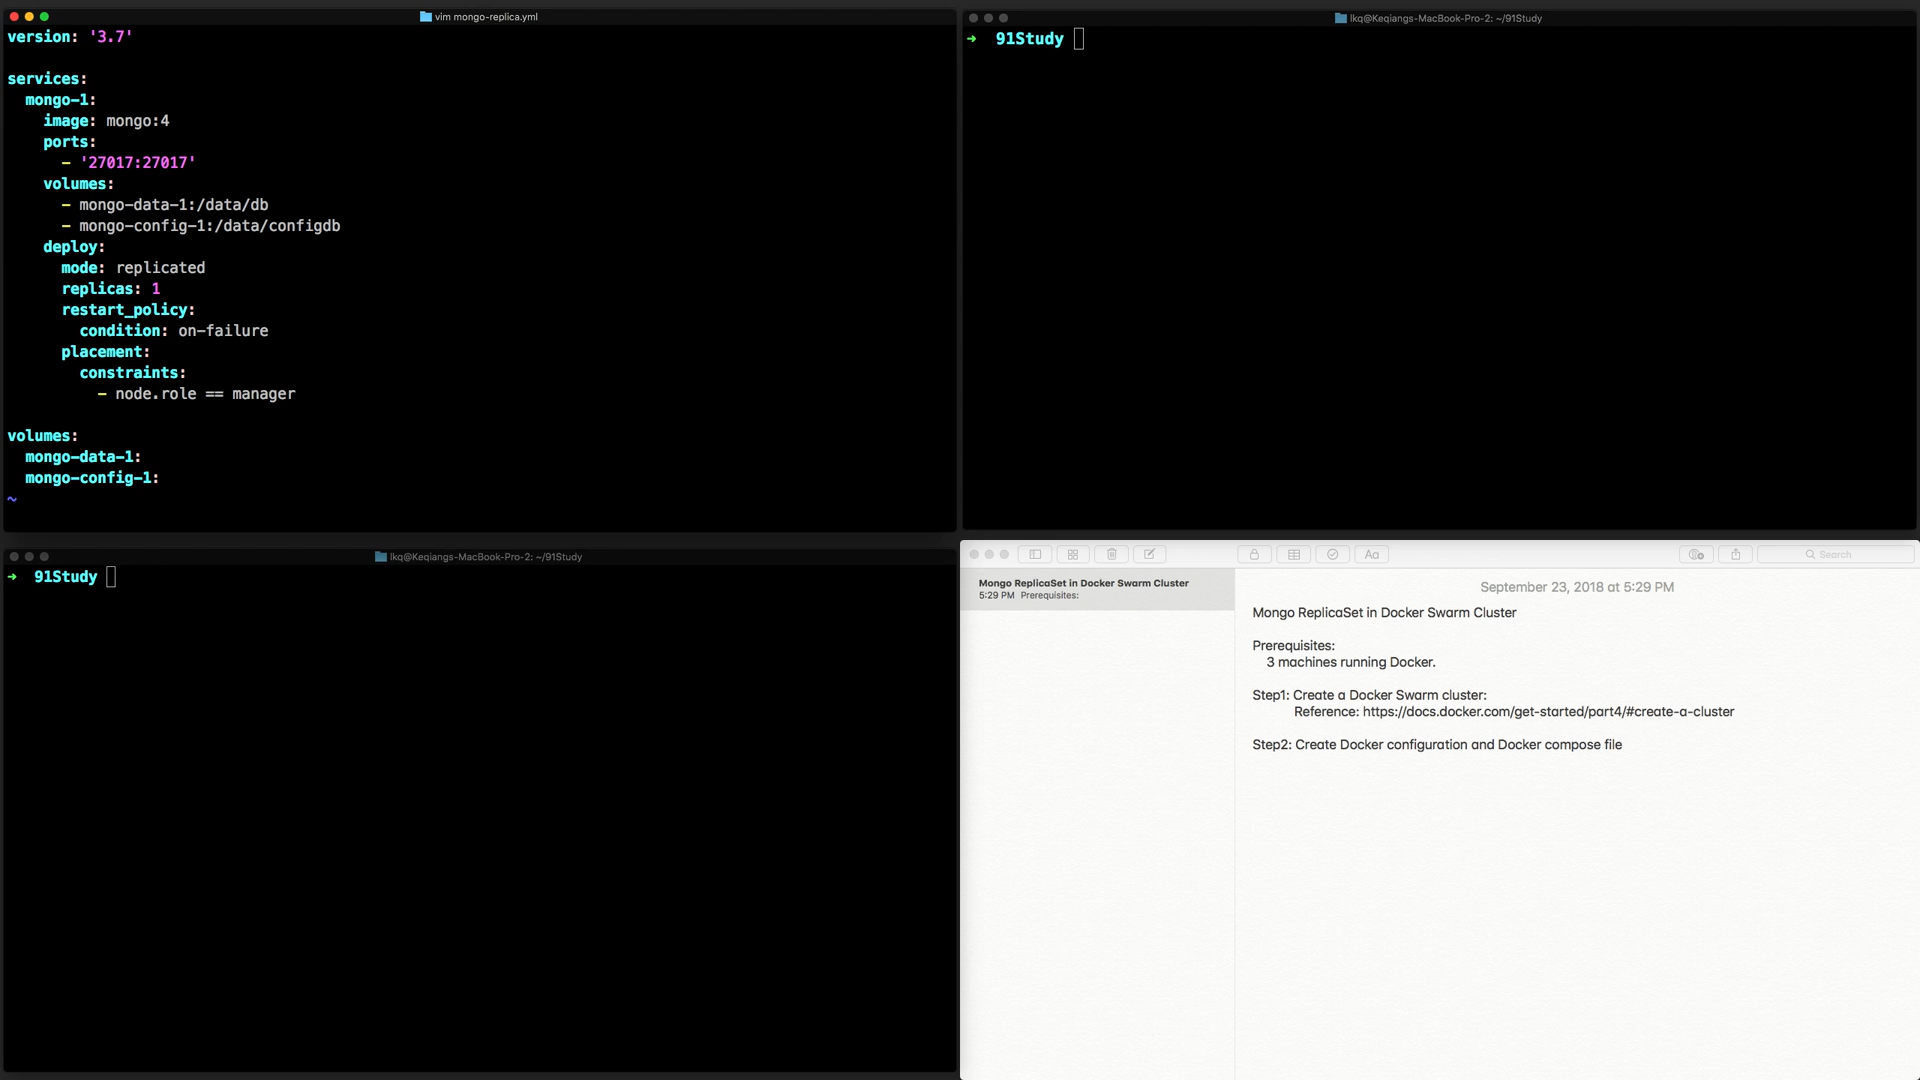 vim mongo-replica.yml
version: '3.7'
services:
  mongo-1:
    image: mongo:4
    ports:
      - '27017:27017'
    volumes:
      - mongo-data-1:/data/db
      - mongo-config-1:/data/configdb
    deploy:
      mode: replicated
      replicas: 1
      restart_policy:
        condition: on-failure
      placement:
        constraints:
          - node.role == manager
volumes:
  mongo-data-1:
  mongo-config-1:
~
lkq@Keqiangs-MacBook-Pro-2: ~/91Study
➜  91Study
lkq@Keqiangs-MacBook-Pro-2: ~/91Study
➜  91Study
Aa
Search
Mongo ReplicaSet in Docker Swarm Cluster
5:29 PM  Prerequisites:
September 23, 2018 at 5:29 PM
Mongo ReplicaSet in Docker Swarm Cluster
Prerequisites:
3 machines running Docker.
Step1: Create a Docker Swarm cluster:
Reference: https://docs.docker.com/get-started/part4/#create-a-cluster
Step2: Create Docker configuration and Docker compose file